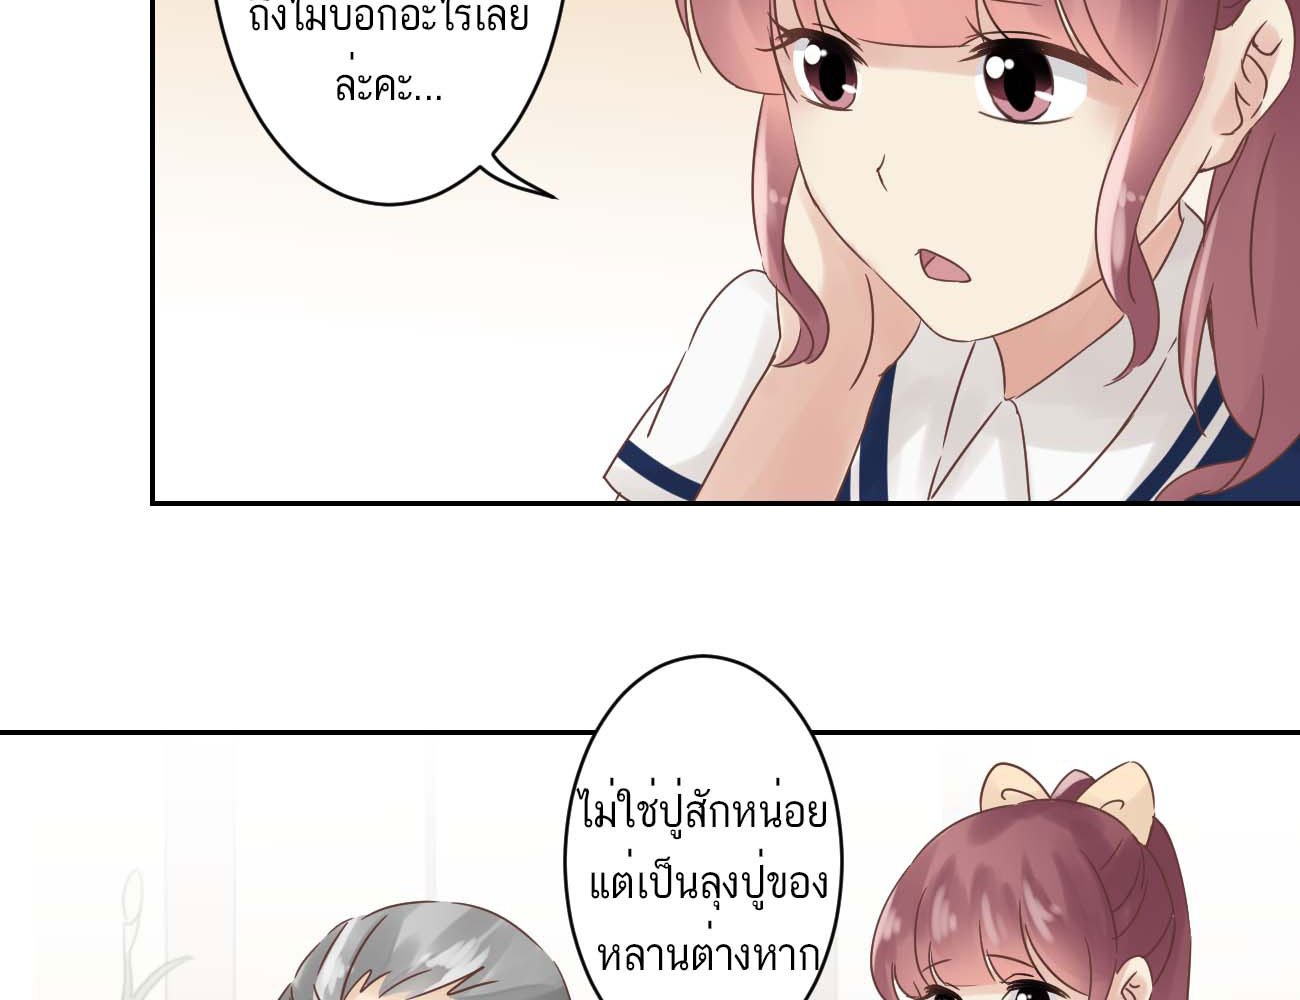 ถึงไม่บอกอะไรเลย
ล่ะคะ...
ไม่ใช่ปู่สักหน่อย
แต่เป็นลุงปู่ของ
หลานต่างหาก